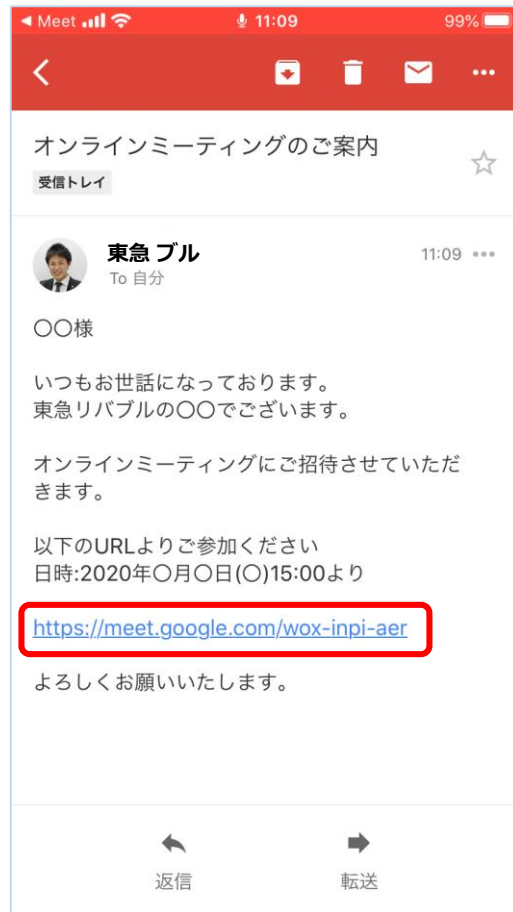 ◀ Meet 11:09 99%
オンラインミーティングのご案内
受信トレイ
東急 ブル 11:09
To 自分
〇〇様
いつもお世話になっております。
東急リバブルの〇〇でございます。
オンラインミーティングにご招待させていただ
きます。
以下のURLよりご参加ください
日時:2020年〇月〇日(〇)15:00より
https://meet.google.com/wox-inpi-aer
よろしくお願いいたします。
返信 転送